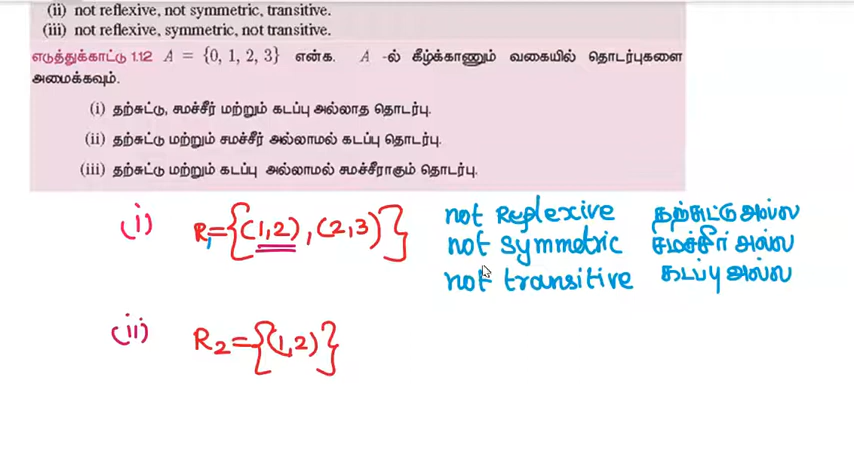 (ii) not reflexive, not symmetric, transitive.
(iii) not reflexive, symmetric, not transitive.
எடுத்துக்காட்டு 1.12 A = {0, 1, 2, 3} என்க. A -ல் கீழ்க்காணும் வகையில் தொடர்புகளை
அமைக்கவும்.
(i) தற்சுட்டு, சமச்சீர் மற்றும் கடப்பு அல்லாத தொடர்பு.
(ii) தற்சுட்டு மற்றும் சமச்சீர் அல்லாமல் கடப்பு தொடர்பு.
(iii) தற்சுட்டு மற்றும் கடப்பு அல்லாமல் சமச்சீராகும் தொடர்பு.
(i) R₁={(1,2),(2,3)} not Reflexive தற்சுட்டு அல்ல
not symmetric சமச்சீர் அல்ல
not transitive கடப்பு அல்ல
(ii) R₂={(1,2)}